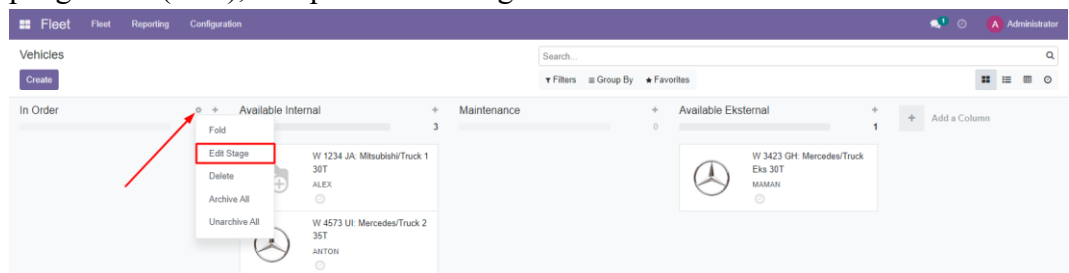 Fleet Fleet Reporting Configuration 1 A Administrator
Vehicles Search...
Create Filters Group By Favorites
In Order Available Internal 3 Maintenance 0 Available Eksternal 1 Add a Column
Fold
Edit Stage
Delete
Archive All
Unarchive All
W 1234 JA: Mitsubishi/Truck 1
30T
ALEX
W 4573 UI: Mercedes/Truck 2
35T
ANTON
W 3423 GH: Mercedes/Truck
Eks 30T
MAMAN